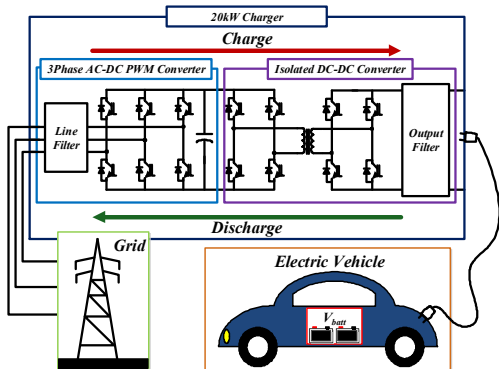 20kW Charger
Charge
3Phase AC-DC PWM Converter
Isolated DC-DC Converter
Line
Filter
Output
Filter
Discharge
Grid
Electric Vehicle
V_batt